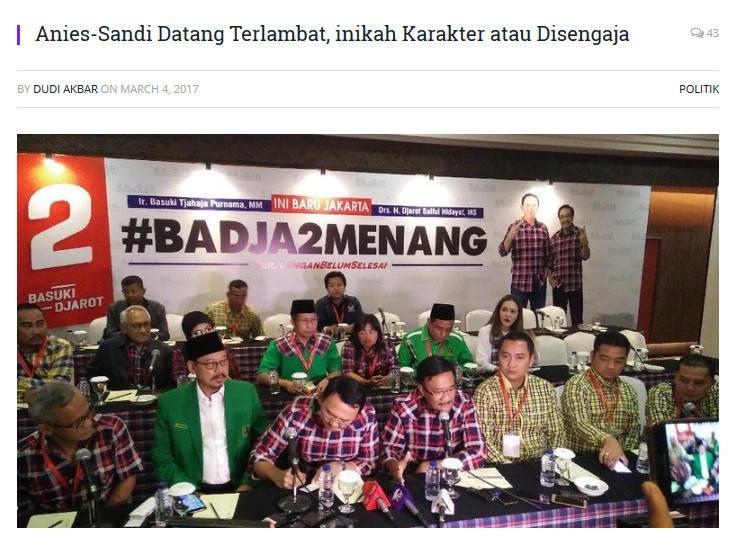 Anies-Sandi Datang Terlambat, inikah Karakter atau Disengaja
43
BY DUDI AKBAR ON MARCH 4, 2017
POLITIK
2
BASUKI
DJAROT
Ir. Basuki Tjahaja Purnama, MM
INI BARU JAKARTA
Drs. H. Djarot Saiful Hidayat, MS
#BADJA2MENANG